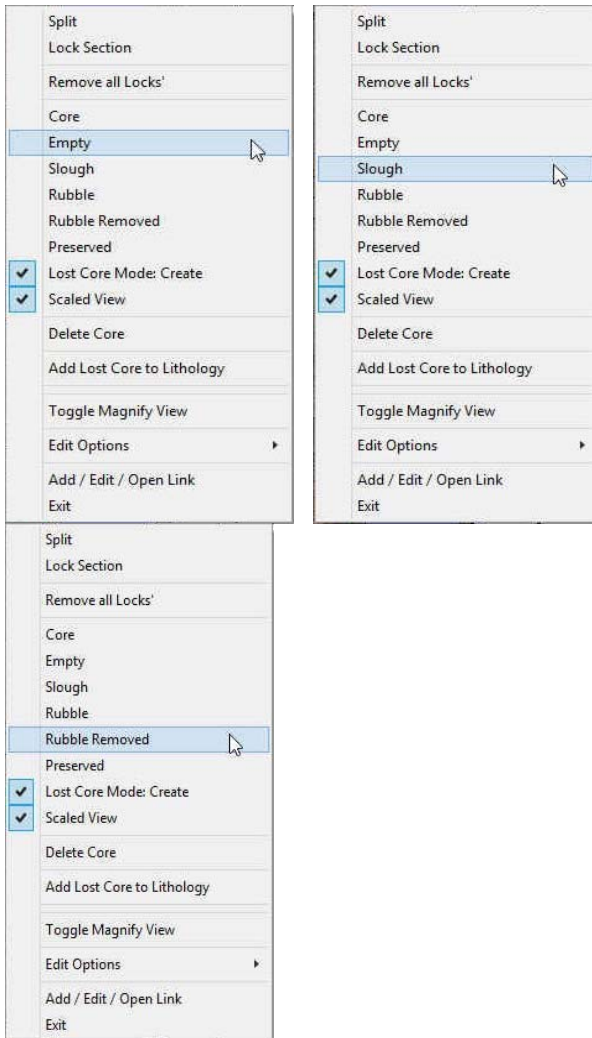 Split
Lock Section
Remove all Locks'
Core
Empty
Slough
Rubble
Rubble Removed
Preserved
Lost Core Mode: Create
Scaled View
Delete Core
Add Lost Core to Lithology
Toggle Magnify View
Edit Options
Add / Edit / Open Link
Exit
Split
Lock Section
Remove all Locks'
Core
Empty
Slough
Rubble
Rubble Removed
Preserved
Lost Core Mode: Create
Scaled View
Delete Core
Add Lost Core to Lithology
Toggle Magnify View
Edit Options
Add / Edit / Open Link
Exit
Split
Lock Section
Remove all Locks'
Core
Empty
Slough
Rubble
Rubble Removed
Preserved
Lost Core Mode: Create
Scaled View
Delete Core
Add Lost Core to Lithology
Toggle Magnify View
Edit Options
Add / Edit / Open Link
Exit